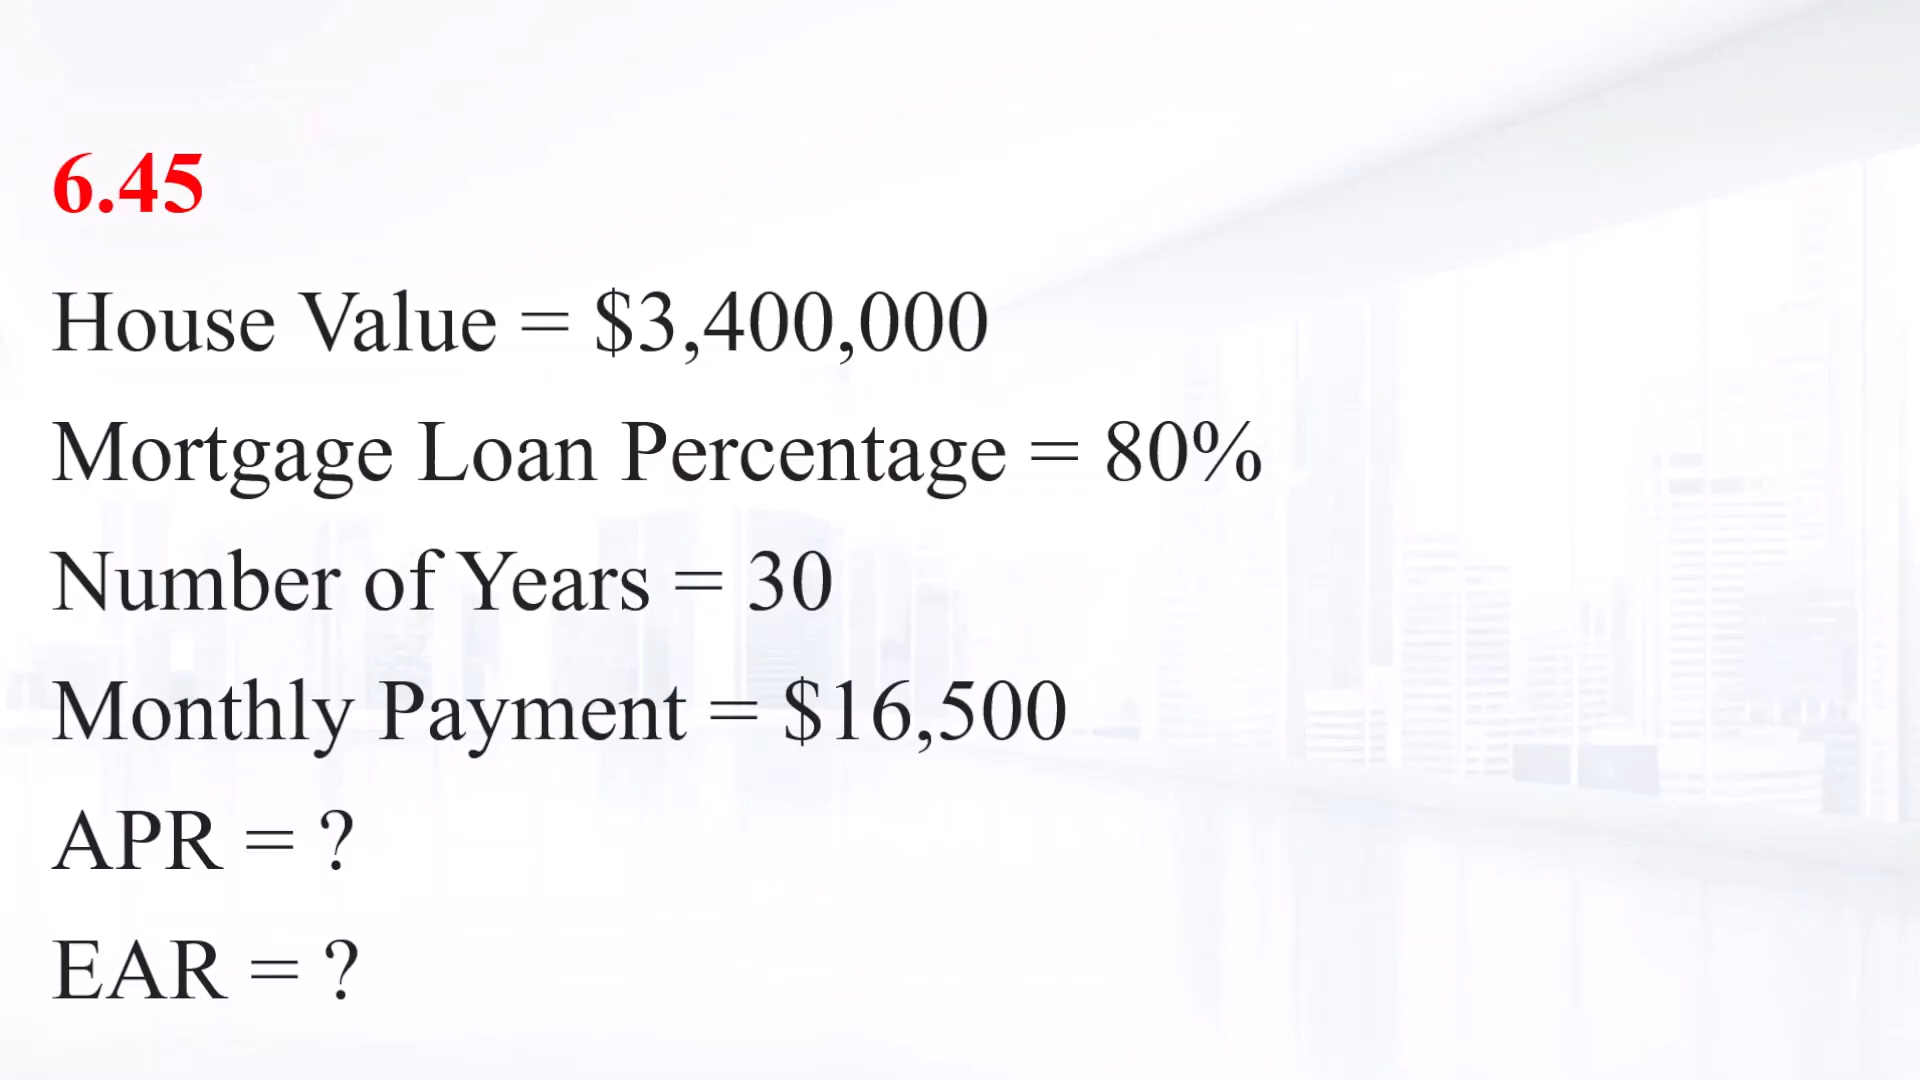 6.45
House Value = $3,400,000
Mortgage Loan Percentage = 80%
Number of Years = 30
Monthly Payment = $16,500
APR = ?
EAR = ?